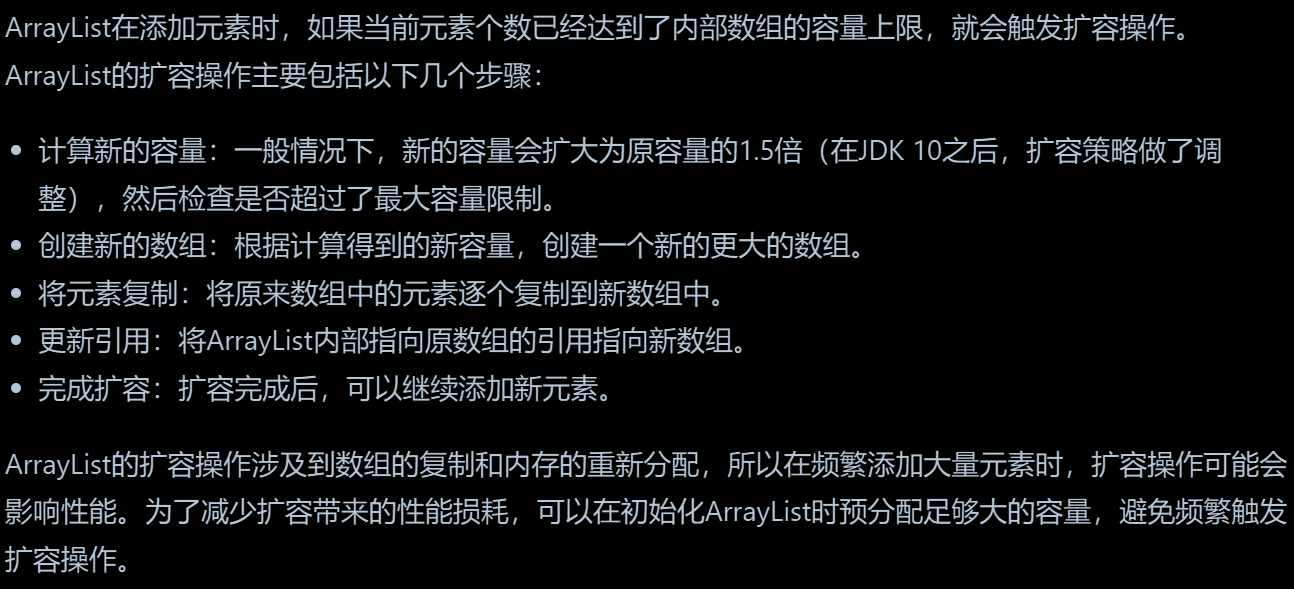 ArrayList在添加元素时，如果当前元素个数已经达到了内部数组的容量上限，就会触发扩容操作。
ArrayList的扩容操作主要包括以下几个步骤：
• 计算新的容量：一般情况下，新的容量会扩大为原容量的1.5倍（在JDK 10之后，扩容策略做了调
整），然后检查是否超过了最大容量限制。
• 创建新的数组：根据计算得到的新容量，创建一个新的更大的数组。
• 将元素复制：将原来数组中的元素逐个复制到新数组中。
• 更新引用：将ArrayList内部指向原数组的引用指向新数组。
• 完成扩容：扩容完成后，可以继续添加新元素。
ArrayList的扩容操作涉及到数组的复制和内存的重新分配，所以在频繁添加大量元素时，扩容操作可能会
影响性能。为了减少扩容带来的性能损耗，可以在初始化ArrayList时预分配足够大的容量，避免频繁触发
扩容操作。